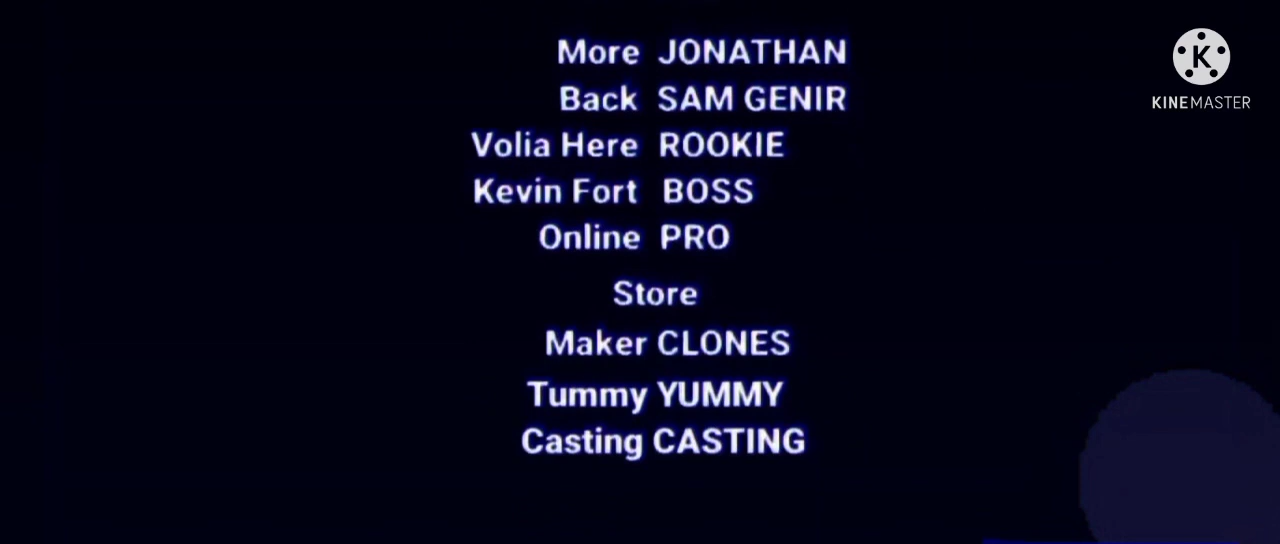 More JONATHAN
Back SAM GENIR
Volia Here ROOKIE
Kevin Fort BOSS
Online PRO
Store
Maker CLONES
Tummy YUMMY
Casting CASTING
K
KINEMASTER